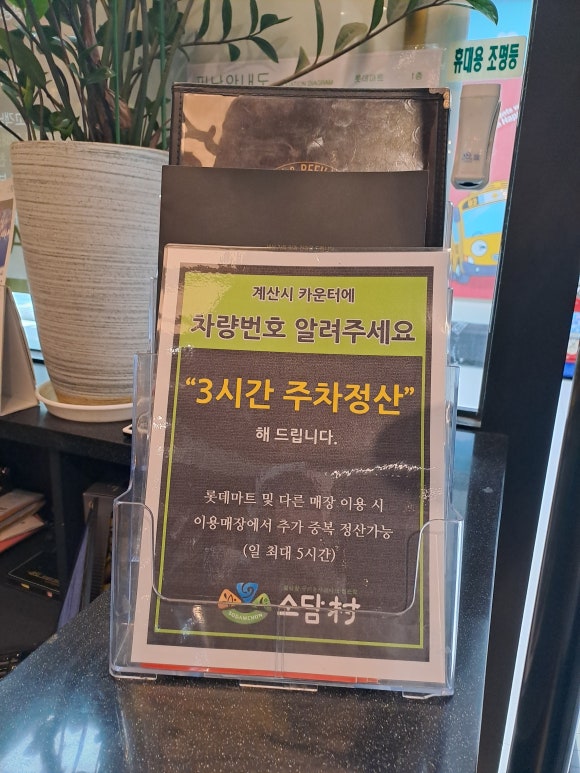 휴대용 조명등
계산시 카운터에
차량번호 알려주세요
“3시간 주차정산”
해 드립니다.
롯데마트 및 다른 매장 이용 시
이용매장에서 추가 중복 정산가능
(일 최대 5시간)
SODAMCHON
소담村